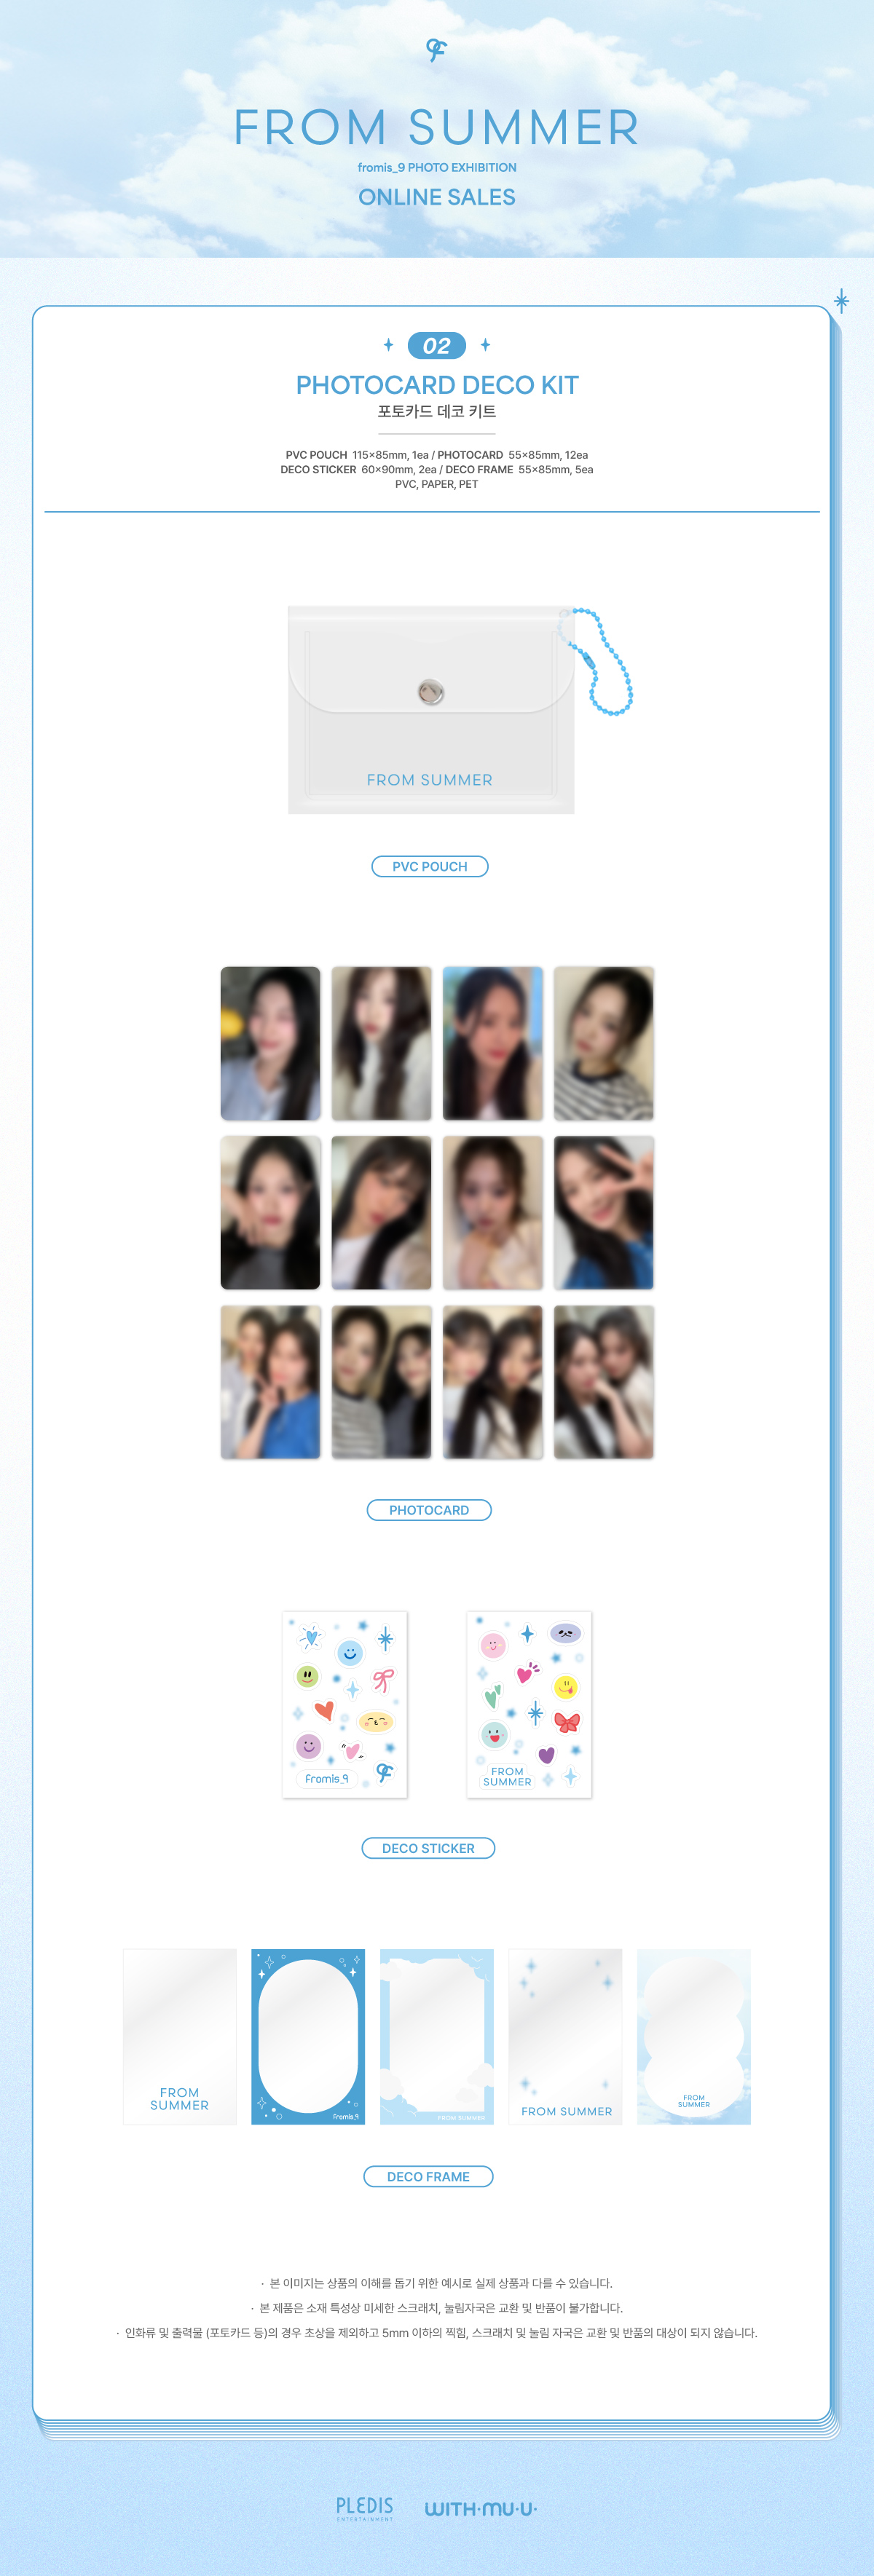 FROM SUMMER
fromis_9 PHOTO EXHIBITION
ONLINE SALES
02
PHOTOCARD DECO KIT
포토카드 데코 키트
PVC POUCH 115×85mm, 1ea / PHOTOCARD 55×85mm, 12ea
DECO STICKER 60×90mm, 2ea / DECO FRAME 55×85mm, 5ea
PVC, PAPER, PET
FROM SUMMER
PVC POUCH
PHOTOCARD
Fromis_9
FROM
SUMMER
DECO STICKER
FROM
SUMMER
Fromis_9
FROM SUMMER
FROM SUMMER
FROM
SUMMER
DECO FRAME
· 본 이미지는 상품의 이해를 돕기 위한 예시로 실제 상품과 다를 수 있습니다.
· 본 제품은 소재 특성상 미세한 스크래치, 눌림자국은 교환 및 반품이 불가합니다.
· 인화류 및 출력물 (포토카드 등)의 경우 초상을 제외하고 5mm 이하의 찍힘, 스크래치 및 눌림 자국은 교환 및 반품의 대상이 되지 않습니다.
PLEDIS
ENTERTAINMENT
WITH·MU·U·